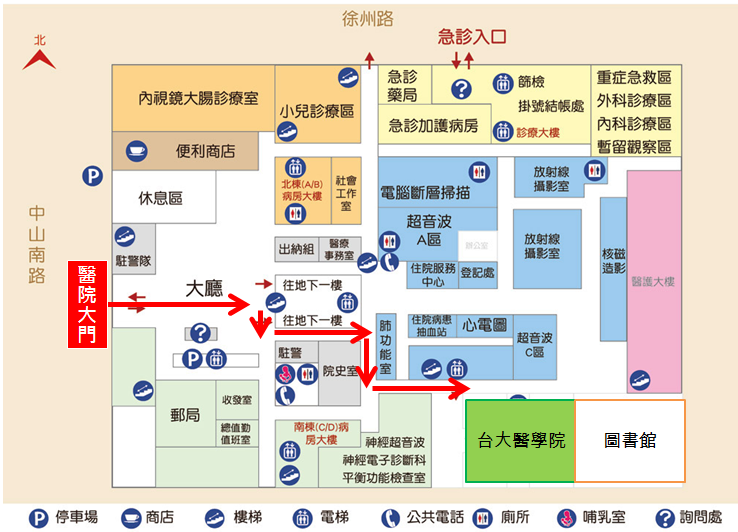 徐州路
北
急診入口
內視鏡大腸診療室
小兒診療區
急診
藥局
篩檢
掛號結帳處
急診加護病房
診療大樓
重症急救區
外科診療區
內科診療區
暫留觀察區
便利商店
P
休息區
北棟(A/B)
病房大樓
社會
工作
室
電腦斷層掃描
放射線
攝影室
中山南路
駐警隊
出納組
醫療
事務室
超音波
A區
辦公室
放射線
攝影室
核磁
造影
醫護大樓
住院服務
中心
登記處
醫院大門
大廳
往地下一樓
往地下一樓
肺功能室
住院病患
抽血站
心電圖
超音波
C區
?
P
駐警
院史室
郵局
收發室
總值勤
值班室
南棟(C/D)病
房大樓
神經超音波
神經電子診斷科
平衡功能檢查室
台大醫學院
圖書館
P 停車場 商店 樓梯 電梯 公共電話 廁所 哺乳室 ? 詢問處